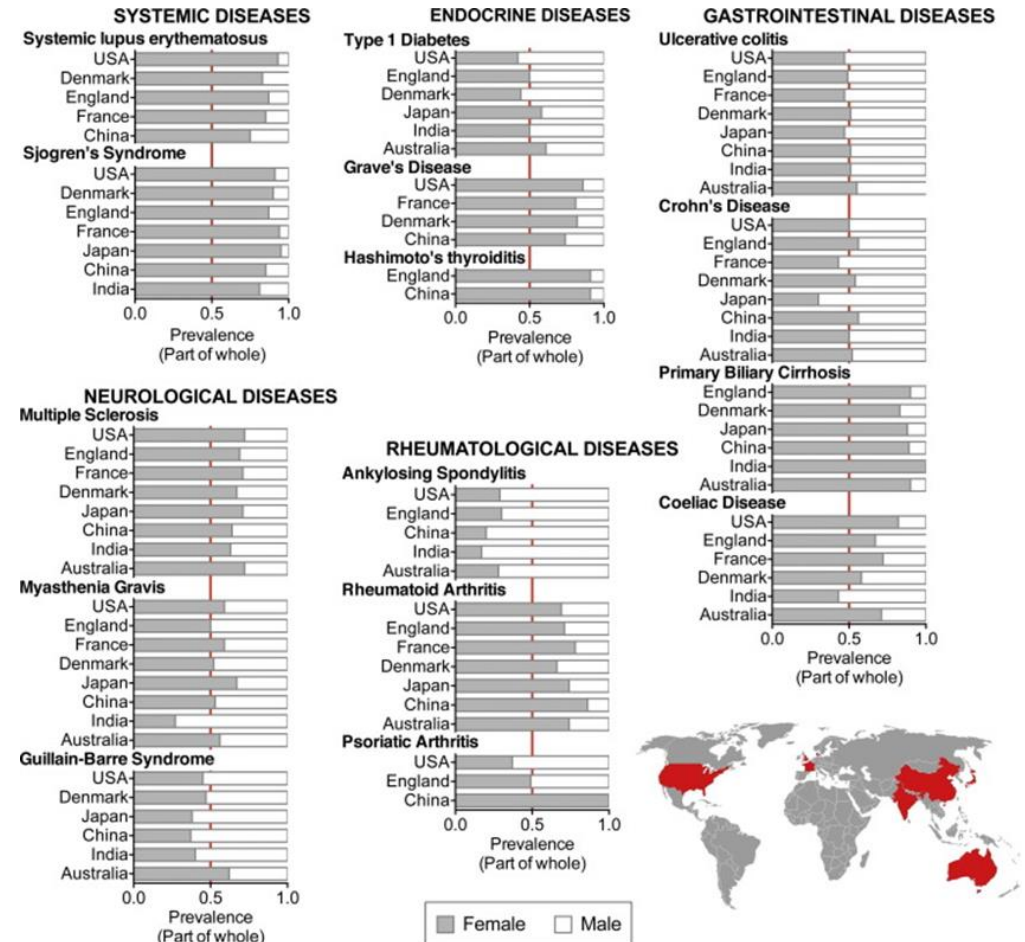 SYSTEMIC DISEASES
Systemic lupus erythematosus
USA
Denmark
England
France
China
Sjogren's Syndrome
USA
Denmark
England
France
Japan
China
India
0.0 0.5 1.0
Prevalence
(Part of whole)
ENDOCRINE DISEASES
Type 1 Diabetes
USA
England
Denmark
Japan
India
Australia
Grave's Disease
USA
France
Denmark
China
Hashimoto's thyroiditis
England
China
0.0 0.5 1.0
Prevalence
(Part of whole)
GASTROINTESTINAL DISEASES
Ulcerative colitis
USA
England
France
Denmark
Japan
China
India
Australia
Crohn's Disease
USA
England
France
Denmark
Japan
China
India
Australia
Primary Biliary Cirrhosis
England
Denmark
Japan
China
India
Australia
Coeliac Disease
USA
England
France
Denmark
India
Australia
0.0 0.5 1.0
Prevalence
(Part of whole)
NEUROLOGICAL DISEASES
Multiple Sclerosis
USA
England
France
Denmark
Japan
China
India
Australia
Myasthenia Gravis
USA
England
France
Denmark
Japan
China
India
Australia
Guillain-Barre Syndrome
USA
Denmark
Japan
China
India
Australia
0.0 0.5 1.0
Prevalence
(Part of whole)
RHEUMATOLOGICAL DISEASES
Ankylosing Spondylitis
USA
England
China
India
Australia
Rheumatoid Arthritis
USA
England
France
Denmark
Japan
China
Australia
Psoriatic Arthritis
USA
England
China
0.0 0.5 1.0
Prevalence
(Part of whole)
Female Male